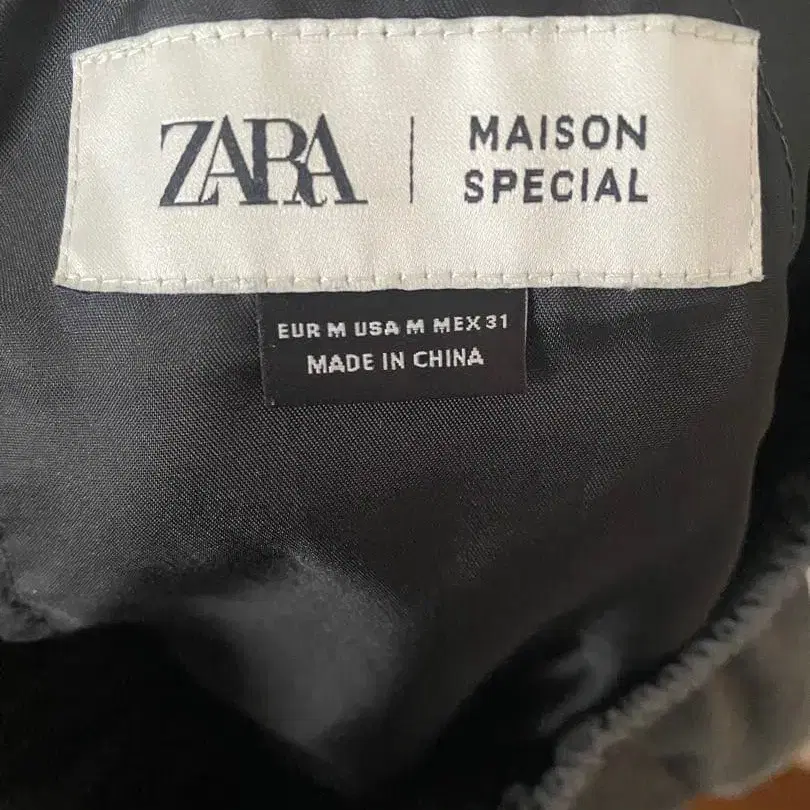 ZARA | MAISON SPECIAL
EUR M USA M MEX 31
MADE IN CHINA